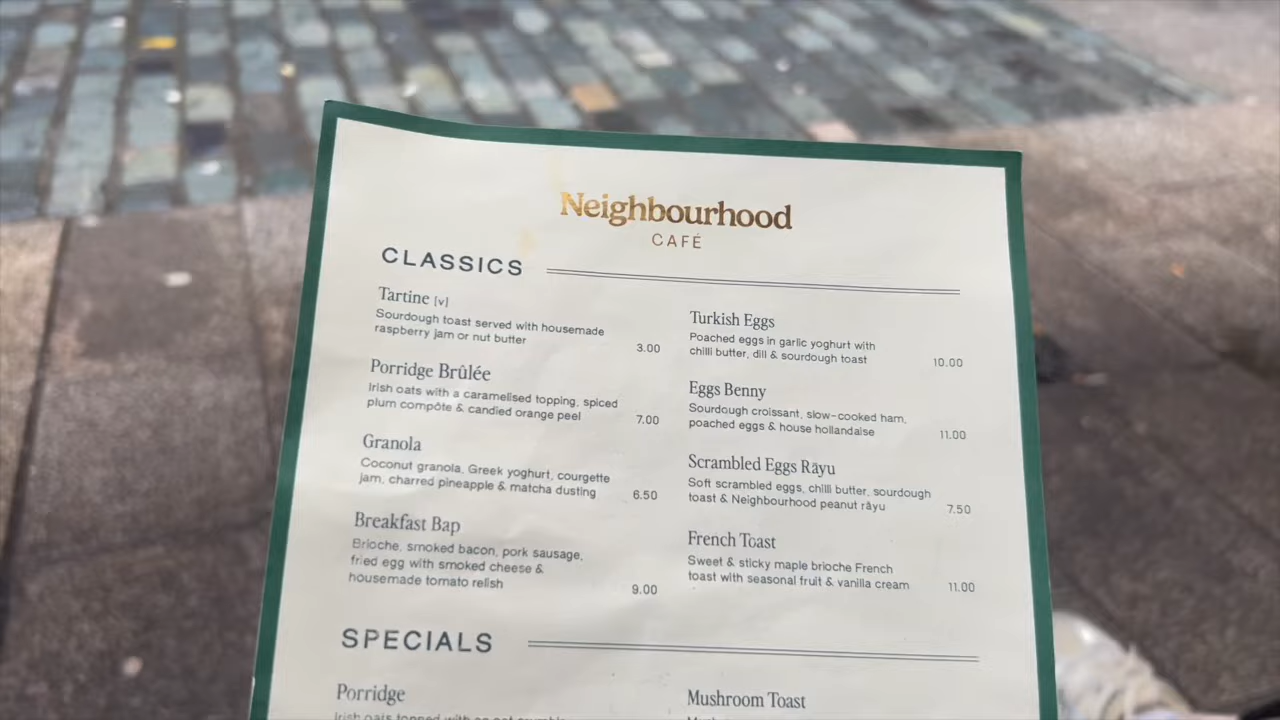 Neighbourhood
CAFÉ
CLASSICS
Tartine [v]
Sourdough toast served with housemade
raspberry jam or nut butter
3.00
Porridge Brûlée
Irish oats with a caramelised topping, spiced
plum compôte & candied orange peel
7.00
Granola
Coconut granola, Greek yoghurt, courgette
jam, charred pineapple & matcha dusting
6.50
Breakfast Bap
Brioche, smoked bacon, pork sausage,
fried egg with smoked cheese &
housemade tomato relish
9.00
Turkish Eggs
Poached eggs in garlic yoghurt with
chilli butter, dill & sourdough toast
10.00
Eggs Benny
Sourdough croissant, slow-cooked ham,
poached eggs & house hollandaise
11.00
Scrambled Eggs Rāyu
Soft scrambled eggs, chilli butter, sourdough
toast & Neighbourhood peanut rāyu
7.50
French Toast
Sweet & sticky maple brioche French
toast with seasonal fruit & vanilla cream
11.00
SPECIALS
Porridge
Irish oats topped with
Mushroom Toast